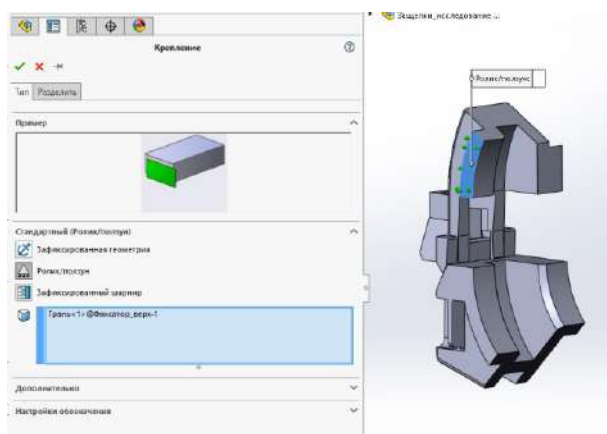 Защелки_исследование ...
Крепление
Тип Разделить
Пример
Стандартный (Ролик/ползун)
Зафиксированная геометрия
Ролик/ползун
Зафиксированный шарнир
Грань<1>@Фиксатор_верх-1
Дополнительно
Настройки обозначения
Ролик/ползун: